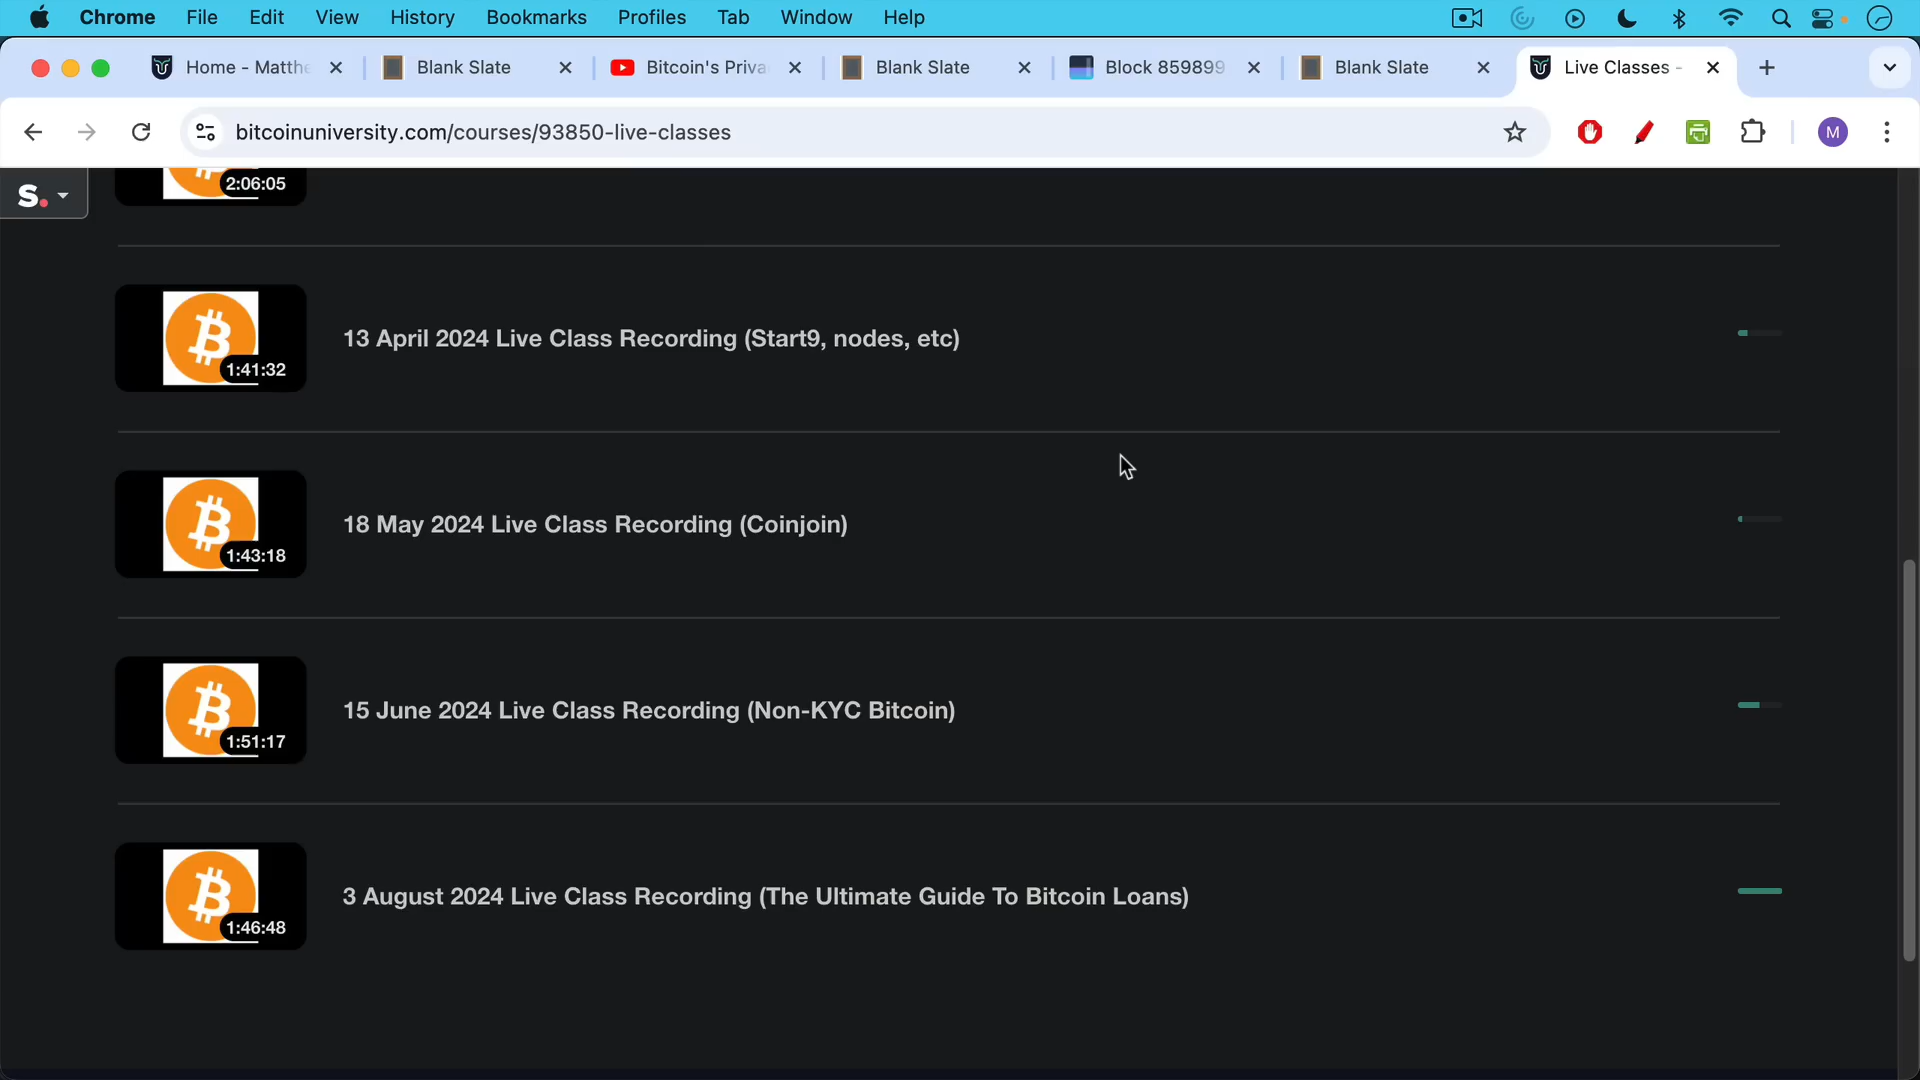 Chrome File Edit View History Bookmarks Profiles Tab Window Help
Home - Matthe Blank Slate Bitcoin's Priva Blank Slate Block 859899 Blank Slate Live Classes -
bitcoinuniversity.com/courses/93850-live-classes M
S.
2:06:05
13 April 2024 Live Class Recording (Start9, nodes, etc)
1:41:32
18 May 2024 Live Class Recording (Coinjoin)
1:43:18
15 June 2024 Live Class Recording (Non-KYC Bitcoin)
1:51:17
3 August 2024 Live Class Recording (The Ultimate Guide To Bitcoin Loans)
1:46:48